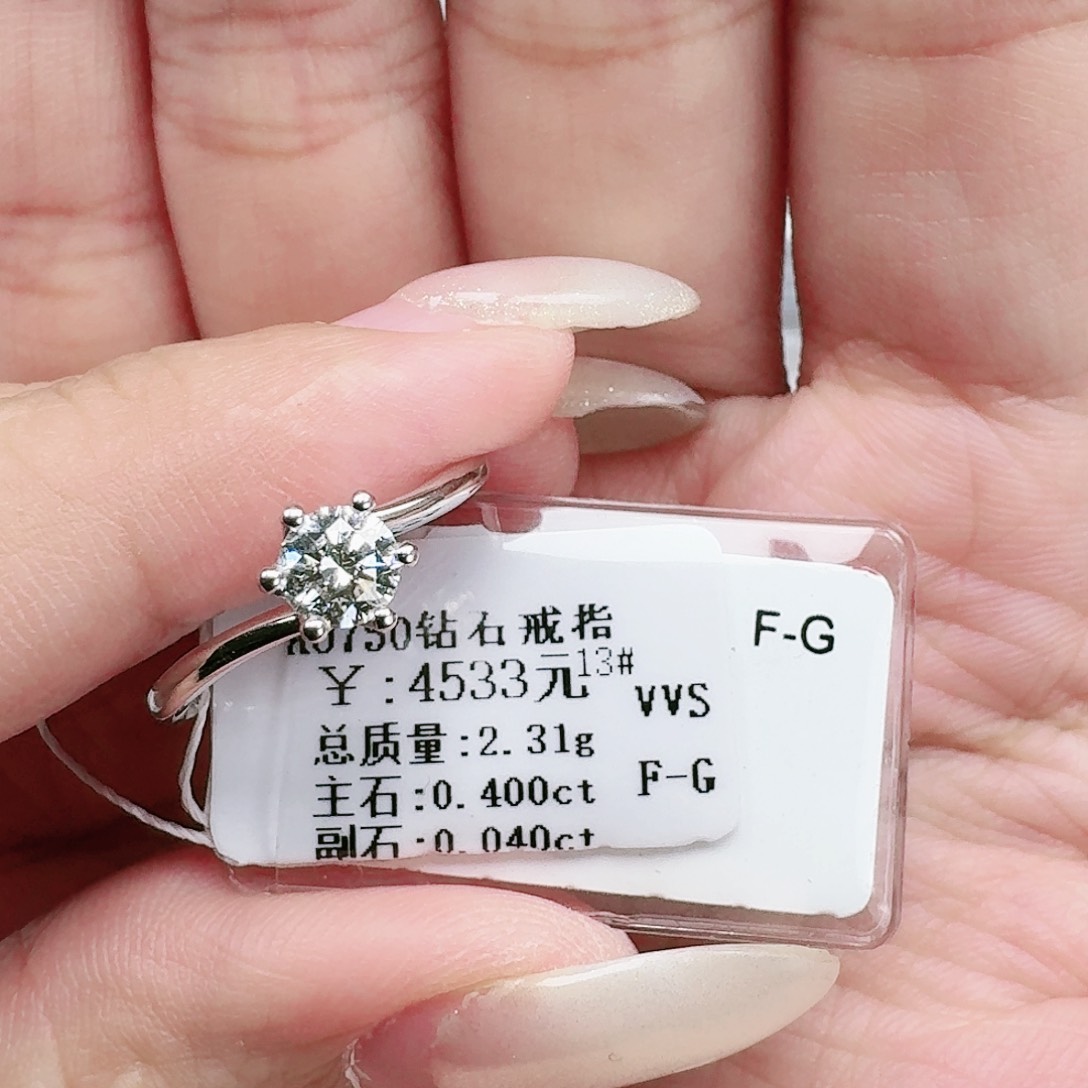 钻石戒指
￥:4533元13#
VVS
总质量:2.31g
F-G
主石:0.400ct
副石:0.040ct
F-G